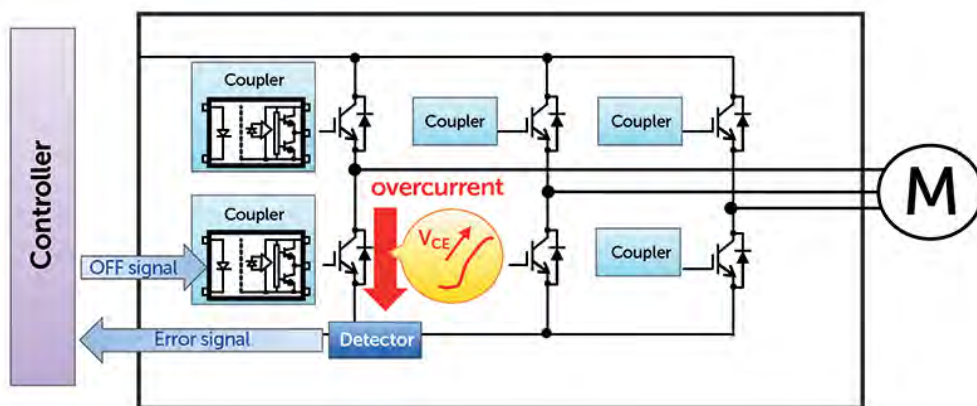 Controller
Coupler
Coupler
Coupler
overcurrent
Coupler
VCE
Coupler
OFF signal
Error signal
Detector
M